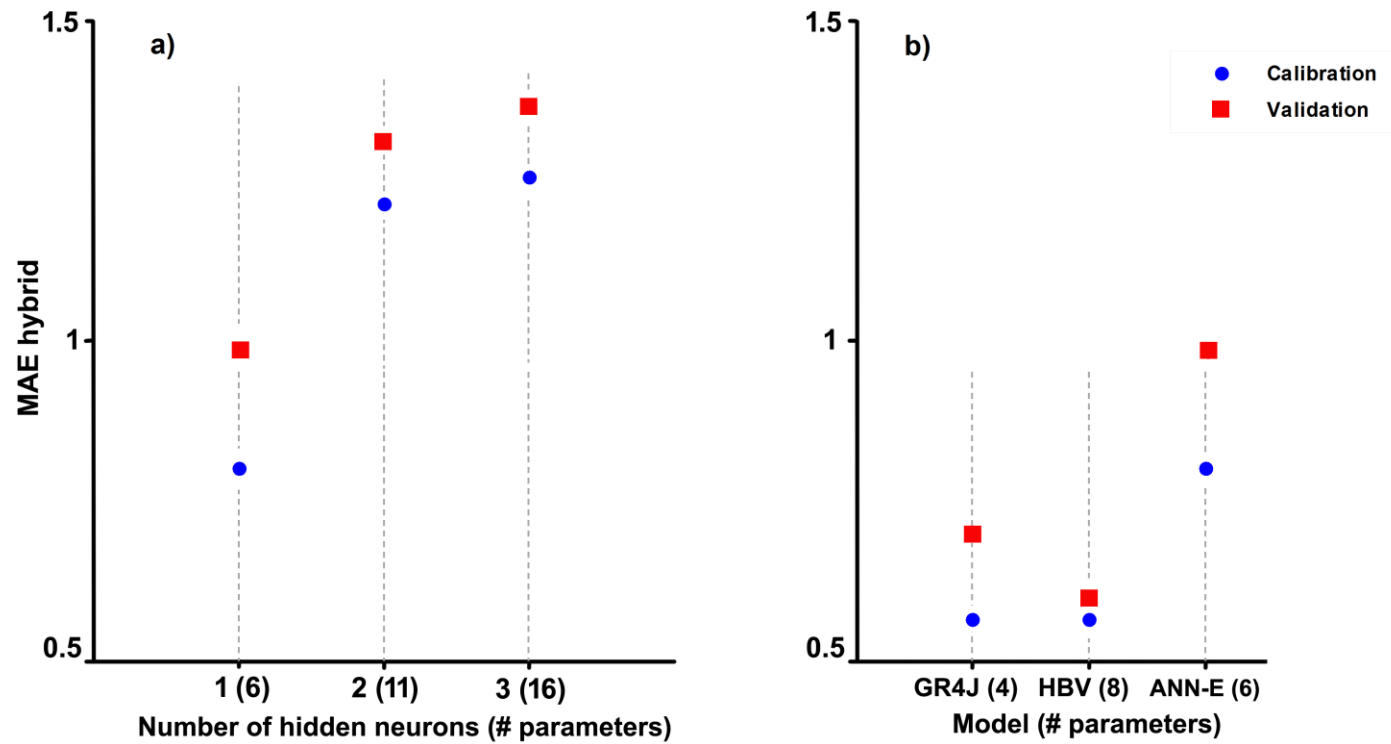 a)
1.5
1
0.5
MAE hybrid
1 (6) 2 (11) 3 (16)
Number of hidden neurons (# parameters)
b)
Calibration
Validation
1.5
1
0.5
GR4J (4) HBV (8) ANN-E (6)
Model (# parameters)